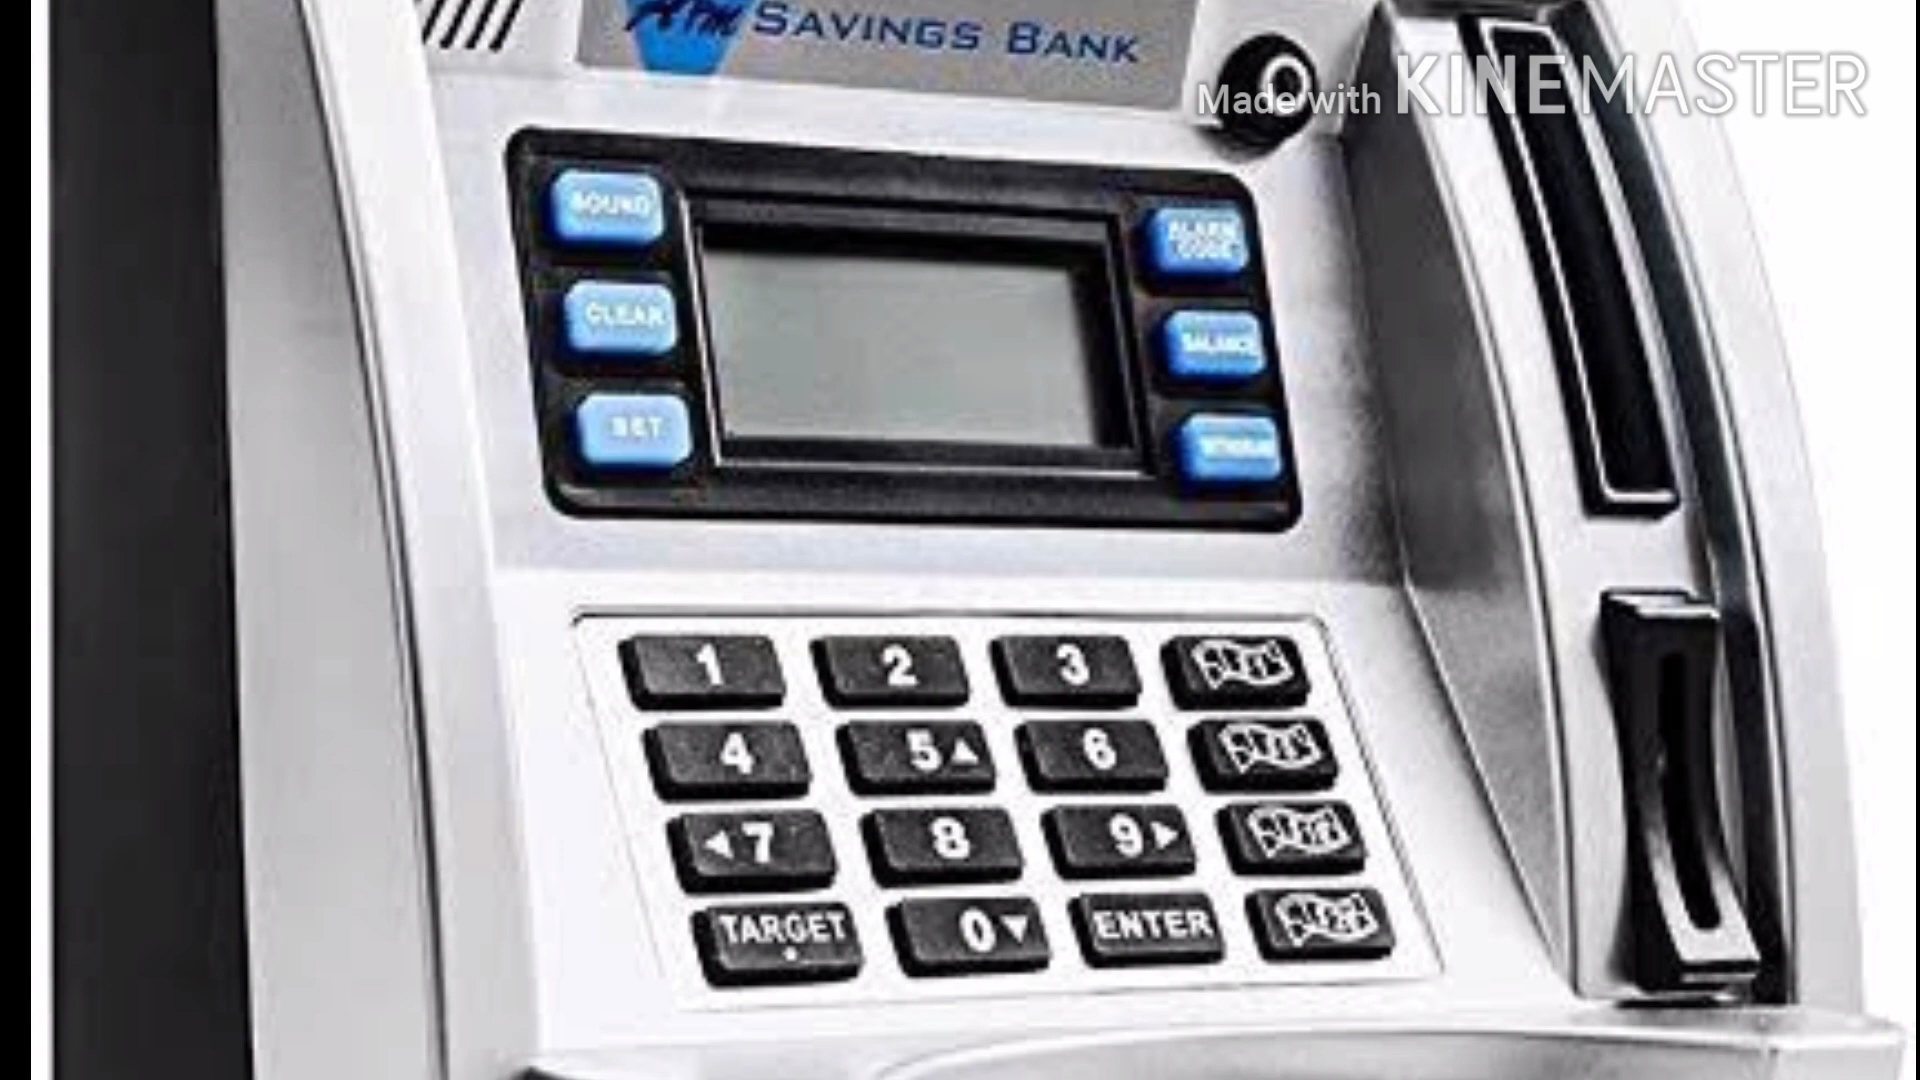 ATM SAVINGS BANK
Made with KINEMASTER
SOUND
ALARM
CODE
CLEAR
BALANCE
SET
1 2 3
4 5 6
7 8 9
TARGET 0 ENTER